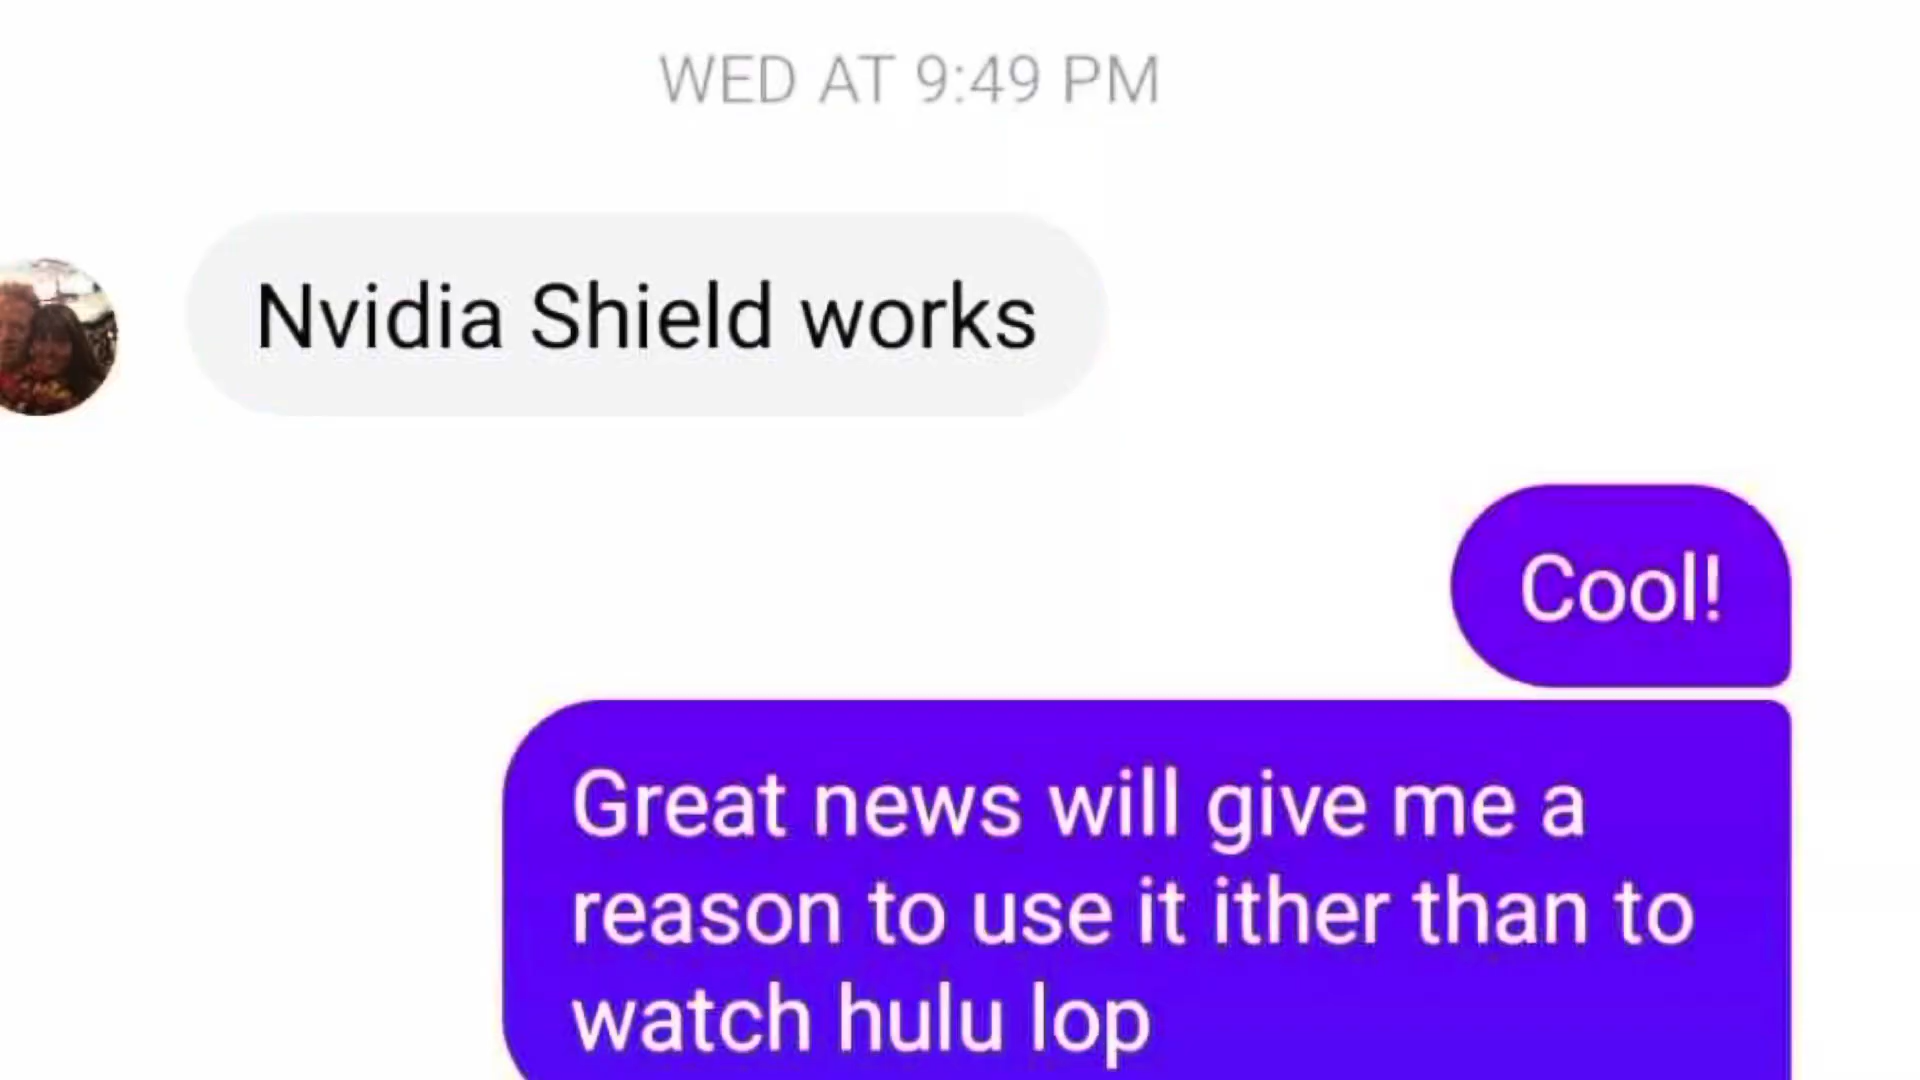 WED AT 9:49 PM
Nvidia Shield works
Cool!
Great news will give me a
reason to use it ither than to
watch hulu lop